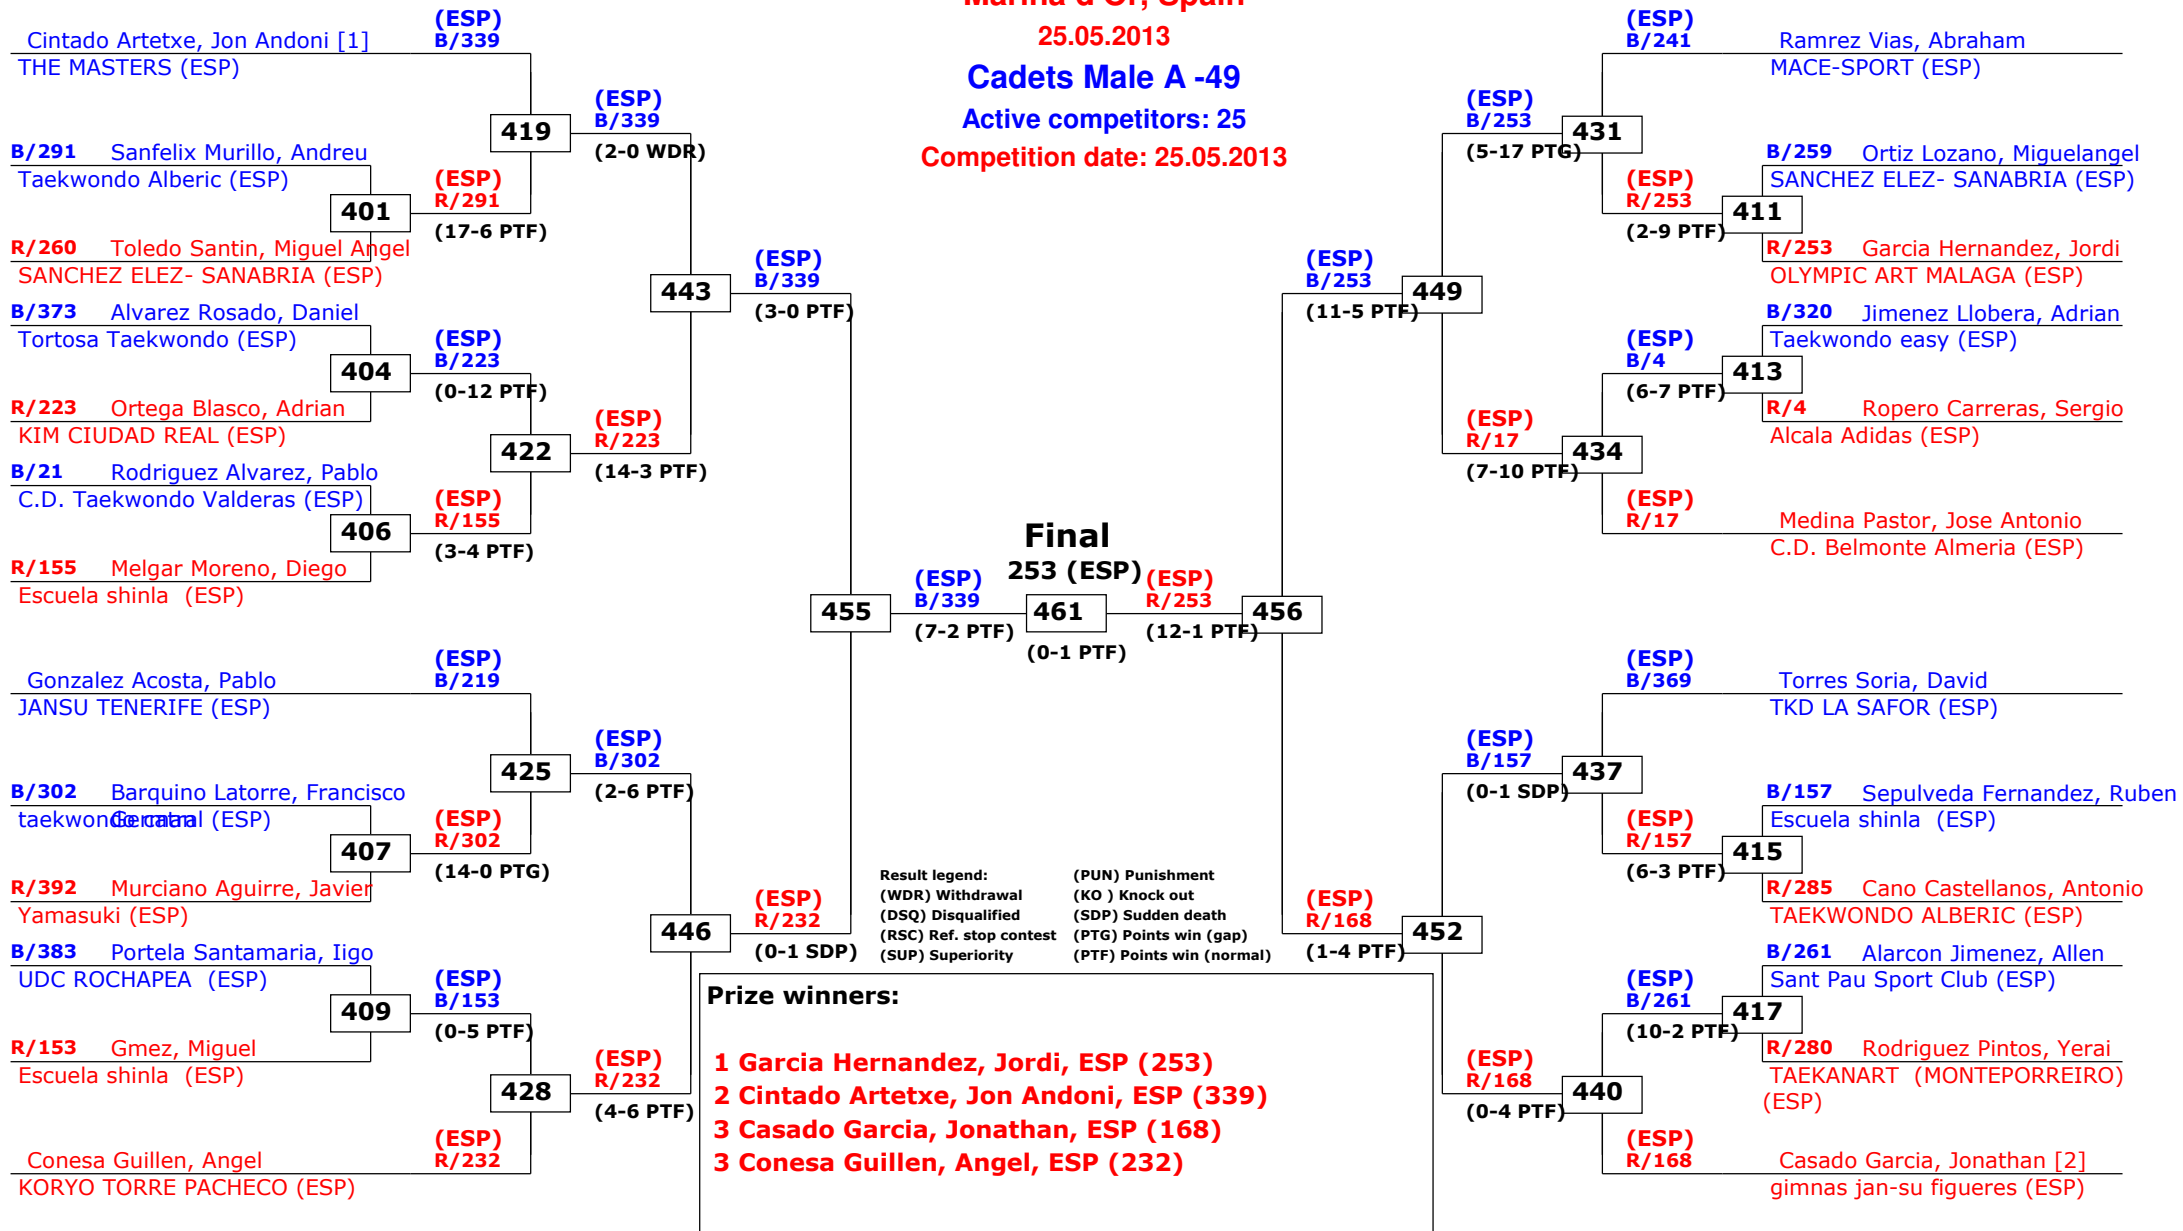 Marina d'Or, Spain
25.05.2013
Cadets Male A -49
Active competitors: 25
Competition date: 25.05.2013
(ESP)
Cintado Artetxe, Jon Andoni [1] B/339
THE MASTERS (ESP)
(ESP)
419 B/339
(2-0 WDR)
B/291 Sanfelix Murillo, Andreu
Taekwondo Alberic (ESP)
(ESP)
401 R/291
(17-6 PTF)
R/260 Toledo Santin, Miguel Angel
SANCHEZ ELEZ- SANABRIA (ESP)
(ESP)
443 B/339
(3-0 PTF)
B/373 Alvarez Rosado, Daniel
Tortosa Taekwondo (ESP)
(ESP)
404 B/223
(0-12 PTF)
R/223 Ortega Blasco, Adrian
KIM CIUDAD REAL (ESP)
(ESP)
422 R/223
(14-3 PTF)
B/21 Rodriguez Alvarez, Pablo
C.D. Taekwondo Valderas (ESP)
(ESP)
406 R/155
(3-4 PTF)
R/155 Melgar Moreno, Diego
Escuela shinla (ESP)
(ESP)
455 B/339
(7-2 PTF)
(ESP)
Gonzalez Acosta, Pablo B/219
JANSU TENERIFE (ESP)
(ESP)
425 B/302
(2-6 PTF)
B/302 Barquino Latorre, Francisco
German
taekwondo catral (ESP)
(ESP)
407 R/302
(14-0 PTG)
R/392 Murciano Aguirre, Javier
Yamasuki (ESP)
(ESP)
446 R/232
(0-1 SDP)
B/383 Portela Santamaria, Iigo
UDC ROCHAPEA (ESP)
(ESP)
409 B/153
(0-5 PTF)
R/153 Gmez, Miguel
Escuela shinla (ESP)
(ESP)
428 R/232
(4-6 PTF)
(ESP)
Conesa Guillen, Angel R/232
KORYO TORRE PACHECO (ESP)
Final
253 (ESP)
461
(0-1 PTF)
(ESP)
B/241 Ramrez Vias, Abraham
MACE-SPORT (ESP)
(ESP)
B/253 431
(5-17 PTG)
B/259 Ortiz Lozano, Miguelangel
SANCHEZ ELEZ- SANABRIA (ESP)
(ESP)
R/253 411
(2-9 PTF)
R/253 Garcia Hernandez, Jordi
OLYMPIC ART MALAGA (ESP)
(ESP)
B/253 449
(11-5 PTF)
B/320 Jimenez Llobera, Adrian
Taekwondo easy (ESP)
(ESP)
B/4 413
(6-7 PTF)
R/4 Ropero Carreras, Sergio
Alcala Adidas (ESP)
(ESP)
R/17 434
(7-10 PTF)
(ESP)
R/17 Medina Pastor, Jose Antonio
C.D. Belmonte Almeria (ESP)
(ESP)
R/253 456
(12-1 PTF)
(ESP)
B/369 Torres Soria, David
TKD LA SAFOR (ESP)
(ESP)
B/157 437
(0-1 SDP)
B/157 Sepulveda Fernandez, Ruben
Escuela shinla (ESP)
(ESP)
R/157 415
(6-3 PTF)
R/285 Cano Castellanos, Antonio
TAEKWONDO ALBERIC (ESP)
(ESP)
R/168 452
(1-4 PTF)
B/261 Alarcon Jimenez, Allen
Sant Pau Sport Club (ESP)
(ESP)
B/261 417
(10-2 PTF)
R/280 Rodriguez Pintos, Yerai
TAEKANART (MONTEPORREIRO)
(ESP)
(ESP)
R/168 440
(0-4 PTF)
(ESP)
R/168 Casado Garcia, Jonathan [2]
gimnas jan-su figueres (ESP)
Result legend: (PUN) Punishment
(WDR) Withdrawal (KO ) Knock out
(DSQ) Disqualified (SDP) Sudden death
(RSC) Ref. stop contest (PTG) Points win (gap)
(SUP) Superiority (PTF) Points win (normal)
Prize winners:
1 Garcia Hernandez, Jordi, ESP (253)
2 Cintado Artetxe, Jon Andoni, ESP (339)
3 Casado Garcia, Jonathan, ESP (168)
3 Conesa Guillen, Angel, ESP (232)